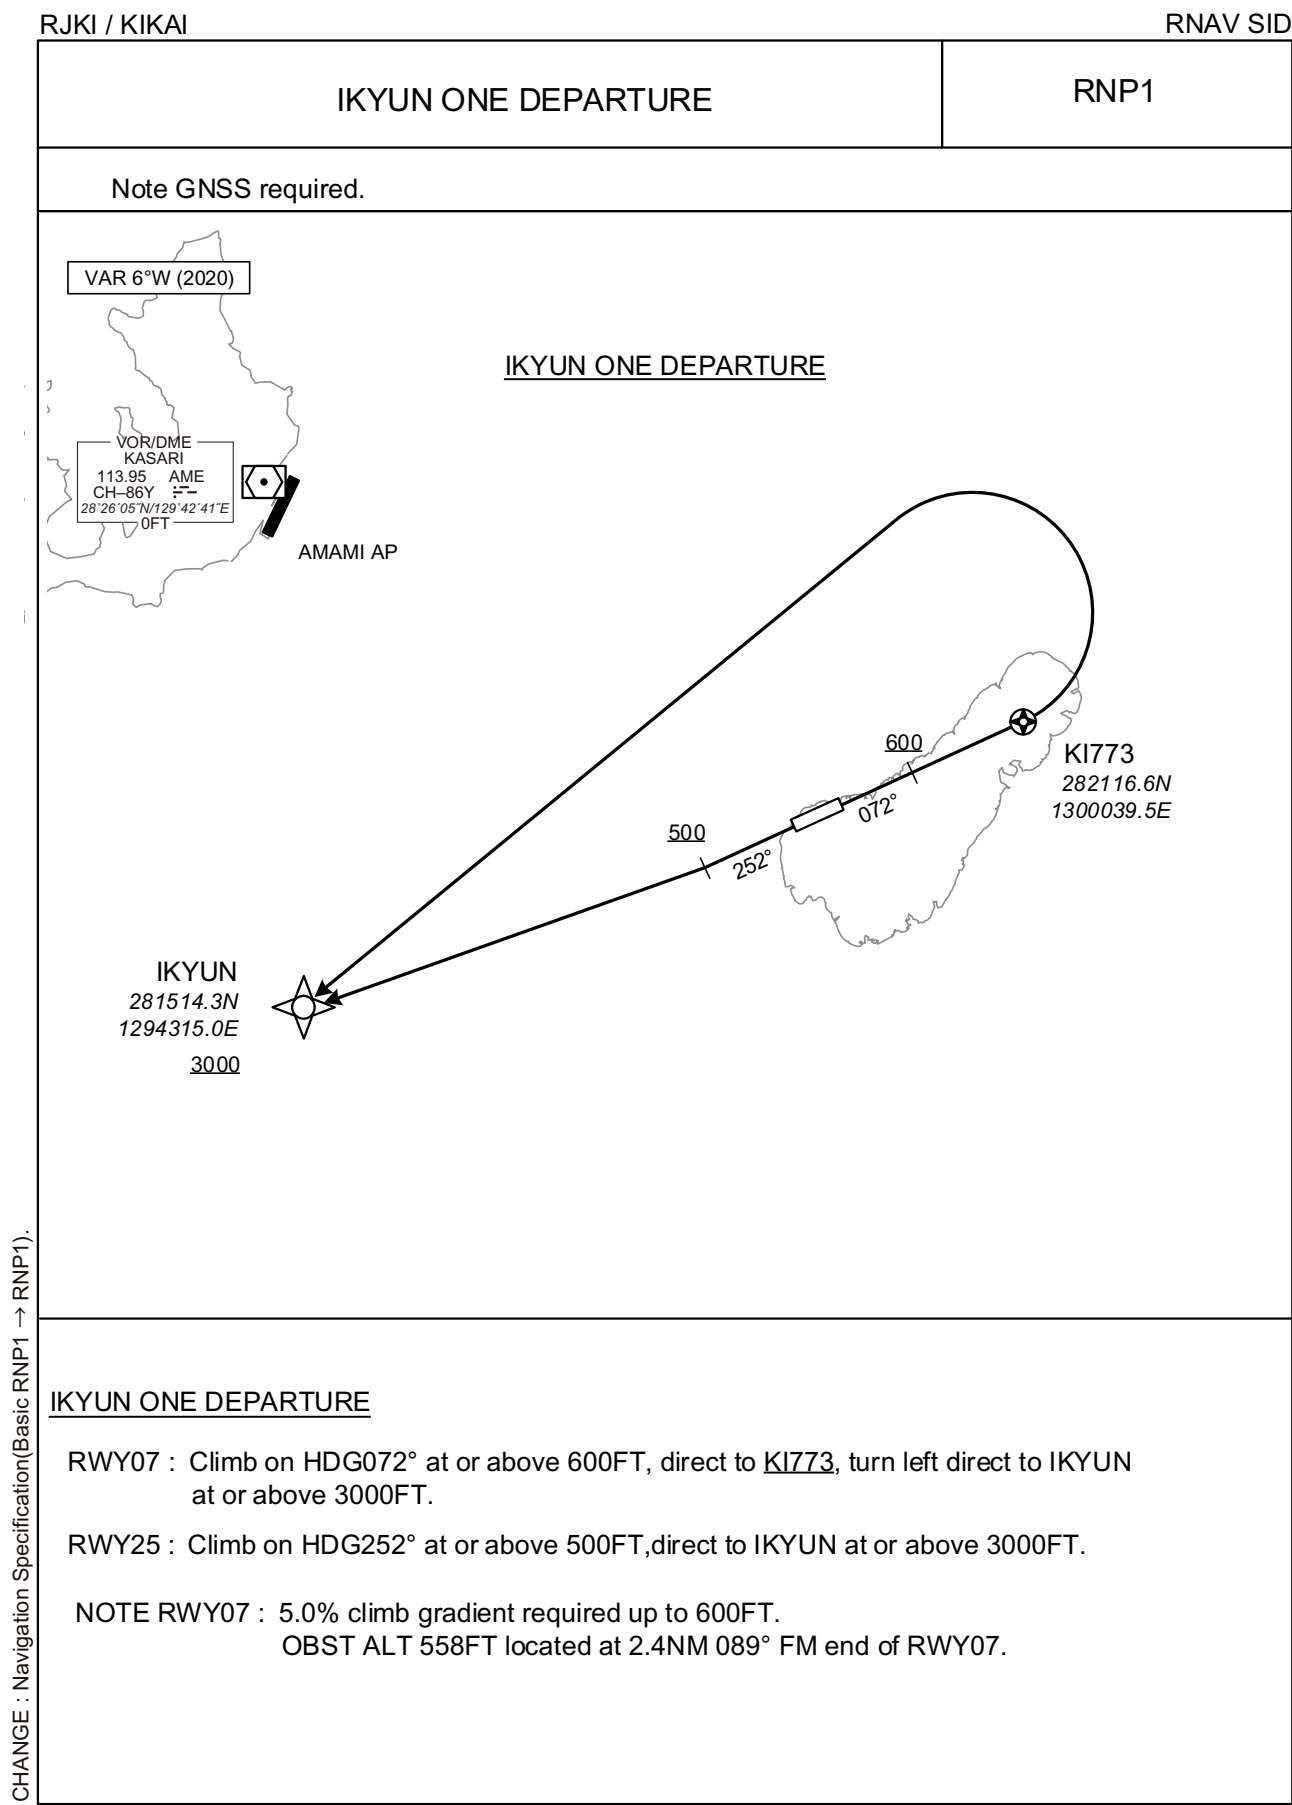 RJKI / KIKAI
RNAV SID
IKYUN ONE DEPARTURE
RNP1
Note GNSS required.
VAR 6°W (2020)
IKYUN ONE DEPARTURE
VOR/DME
KASARI
113.95 AME
CH–86Y
28°26′05″N/129°42′41″E
0FT
AMAMI AP
600
KI773
282116.6N
1300039.5E
072°
500
252°
IKYUN
281514.3N
1294315.0E
3000
IKYUN ONE DEPARTURE
RWY07 : Climb on HDG072° at or above 600FT, direct to KI773, turn left direct to IKYUN
at or above 3000FT.
RWY25 : Climb on HDG252° at or above 500FT,direct to IKYUN at or above 3000FT.
NOTE RWY07 : 5.0% climb gradient required up to 600FT.
OBST ALT 558FT located at 2.4NM 089° FM end of RWY07.
CHANGE : Navigation Specification(Basic RNP1 → RNP1).